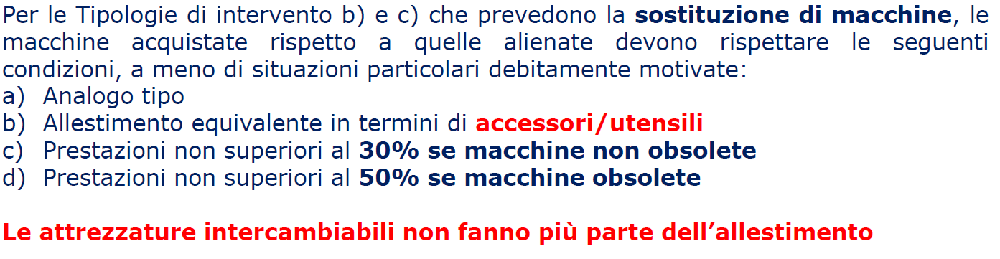 Per le Tipologie di intervento b) e c) che prevedono la sostituzione di macchine, le
macchine acquistate rispetto a quelle alienate devono rispettare le seguenti
condizioni, a meno di situazioni particolari debitamente motivate:
a) Analogo tipo
b) Allestimento equivalente in termini di accessori/utensili
c) Prestazioni non superiori al 30% se macchine non obsolete
d) Prestazioni non superiori al 50% se macchine obsolete
Le attrezzature intercambiabili non fanno più parte dell’allestimento